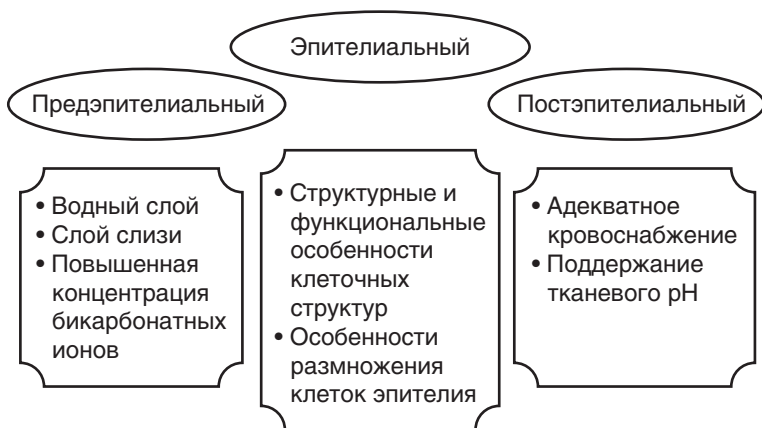 Эпителиальный
Предэпителиальный
Постэпителиальный
• Водный слой
• Слой слизи
• Повышенная
концентрация
бикарбонатных
ионов
• Структурные и
функциональные
особенности
клеточных
структур
• Особенности
размножения
клеток эпителия
• Адекватное
кровоснабжение
• Поддержание
тканевого pH